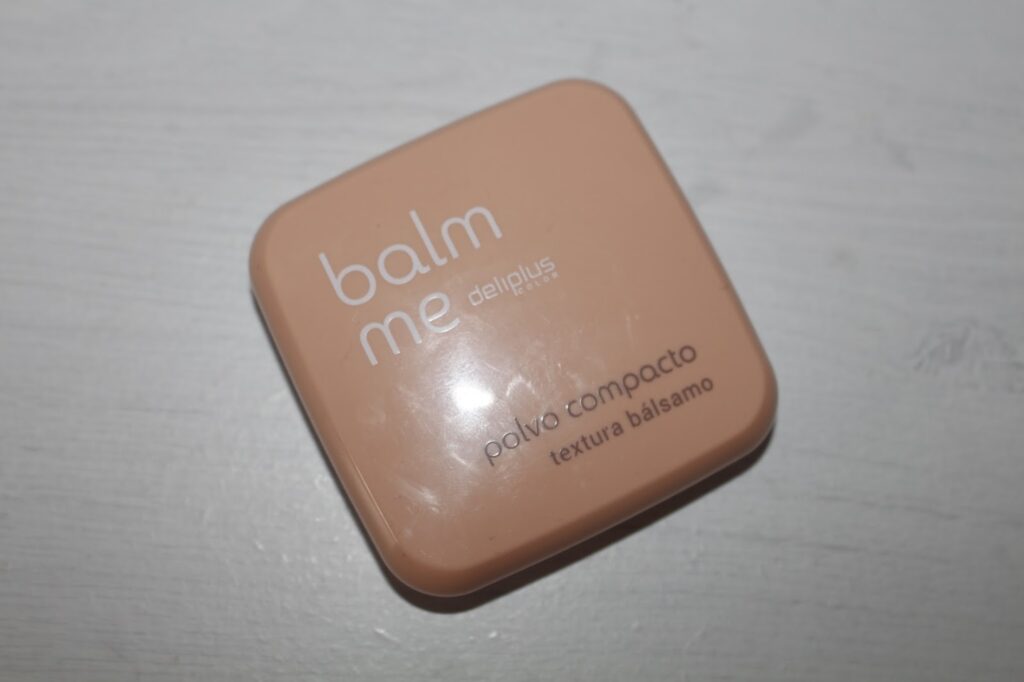 balm
me deliplus
COLOR
polvo compacto
textura bálsamo